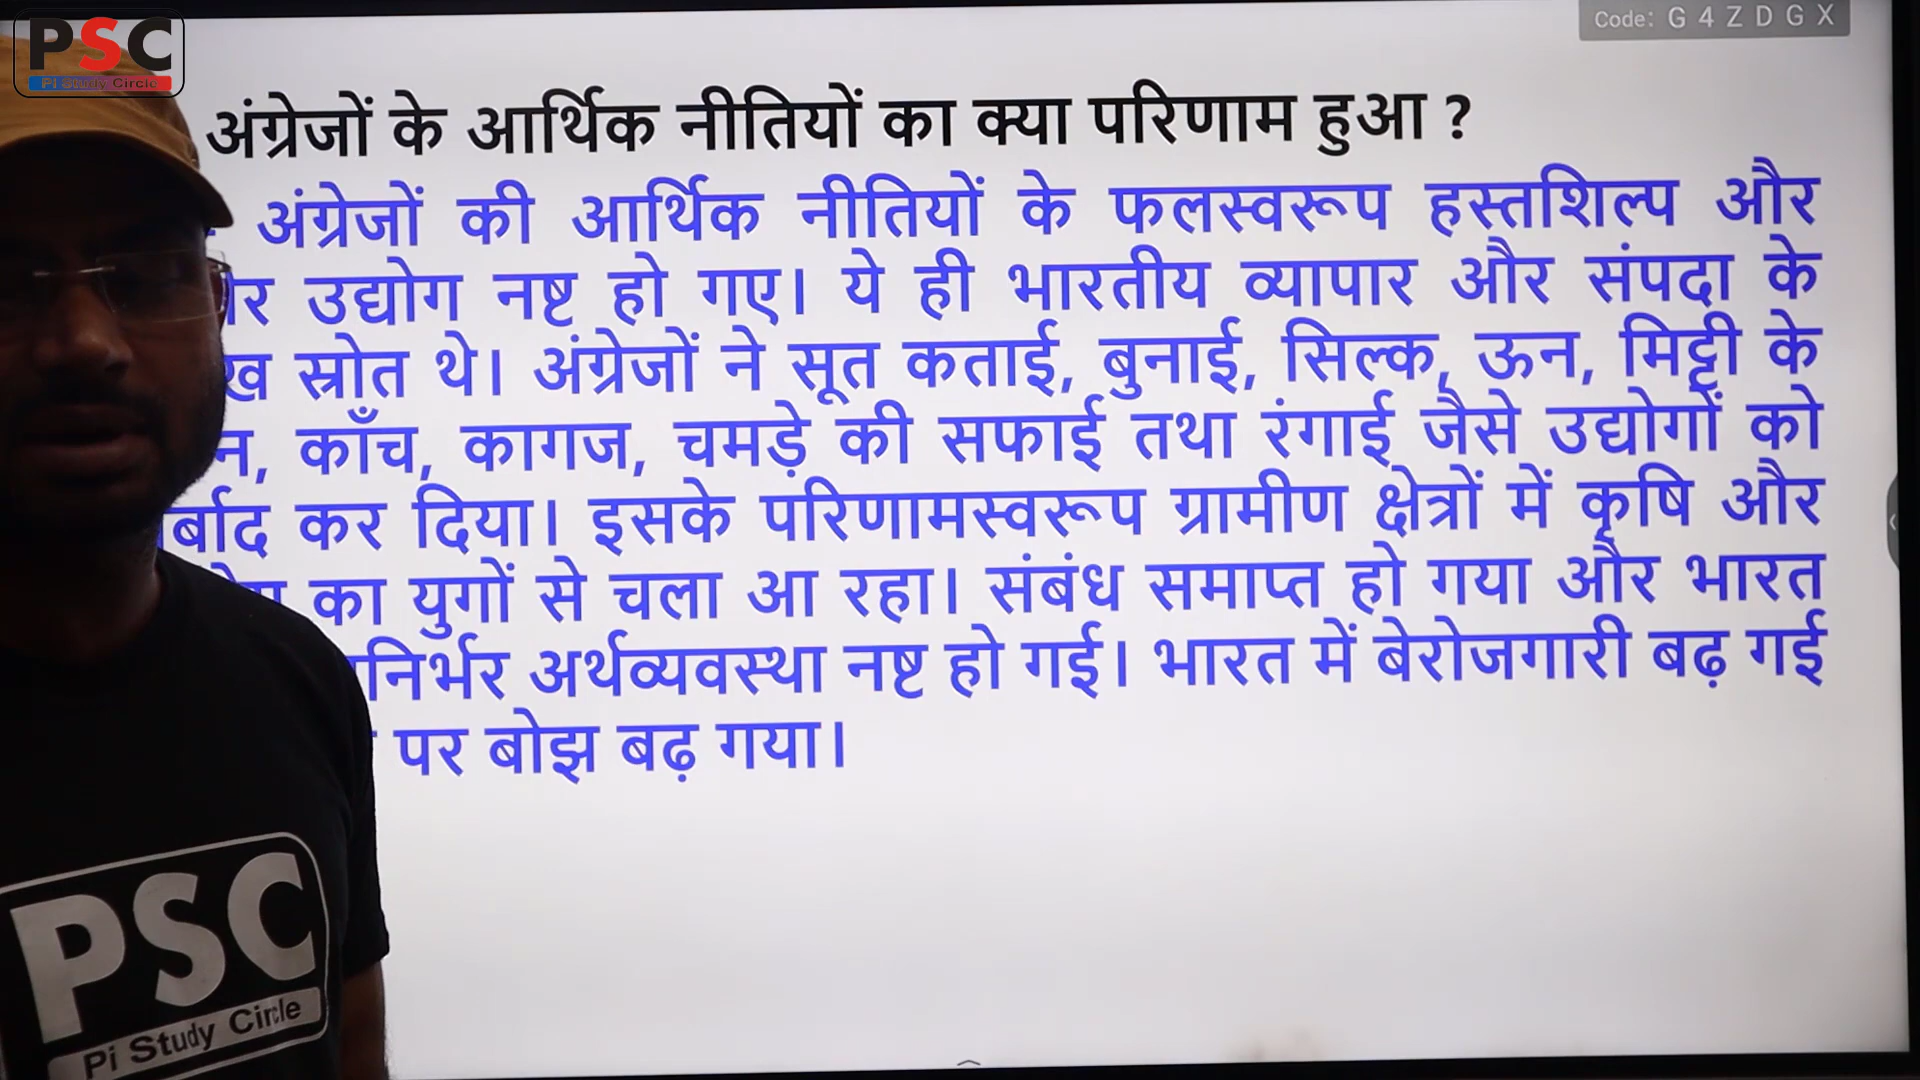 PSC
Pi Study Circle
Code: G 4 Z D G X
अंग्रेजों के आर्थिक नीतियों का क्या परिणाम हुआ ?
अंग्रेजों की आर्थिक नीतियों के फलस्वरूप हस्तशिल्प और
उद्योग नष्ट हो गए। ये ही भारतीय व्यापार और संपदा के
स्रोत थे। अंग्रेजों ने सूत कताई, बुनाई, सिल्क, ऊन, मिट्टी के
काँच, कागज, चमड़े की सफाई तथा रंगाई जैसे उद्योगों को
कर दिया। इसके परिणामस्वरूप ग्रामीण क्षेत्रों में कृषि और
का युगों से चला आ रहा। संबंध समाप्त हो गया और भारत
अर्थव्यवस्था नष्ट हो गई। भारत में बेरोजगारी बढ़ गई
पर बोझ बढ़ गया।
PSC
Pi Study Circle